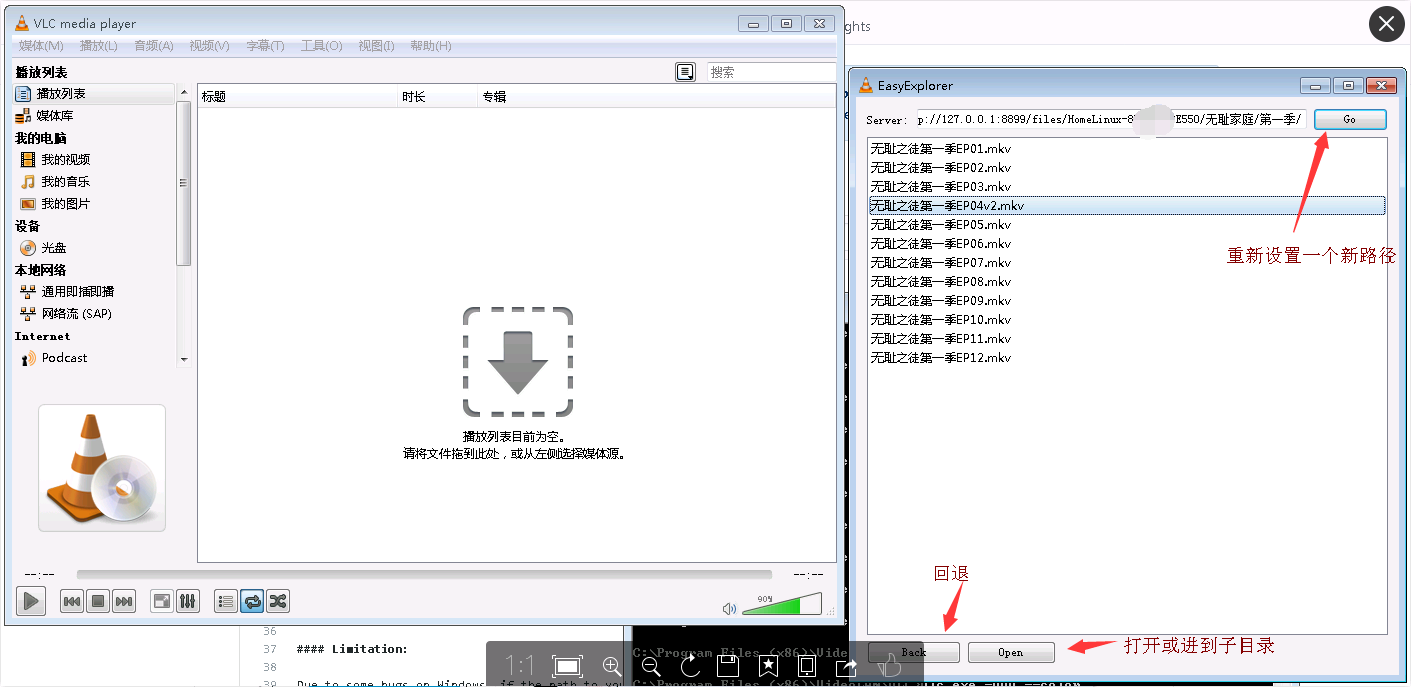 VLC media player
媒体(M) 播放(L) 音频(A) 视频(V) 字幕(T) 工具(O) 视图(I) 帮助(H)
播放列表
搜索
播放列表
媒体库
我的电脑
我的视频
我的音乐
我的图片
设备
光盘
本地网络
通用即插即播
网络流 (SAP)
Internet
Podcast
标题 时长 专辑
播放列表目前为空。
请将文件拖到此处，或从左侧选择媒体源。
--:-- --:--
90%
ghts
EasyExplorer
Server: p://127.0.0.1:8899/files/HomeLinux-8 E550/无耻家庭/第一季/ Go
无耻之徒第一季EP01.mkv
无耻之徒第一季EP02.mkv
无耻之徒第一季EP03.mkv
无耻之徒第一季EP04v2.mkv
无耻之徒第一季EP05.mkv
无耻之徒第一季EP06.mkv
无耻之徒第一季EP07.mkv
无耻之徒第一季EP08.mkv
无耻之徒第一季EP09.mkv
无耻之徒第一季EP10.mkv
无耻之徒第一季EP11.mkv
无耻之徒第一季EP12.mkv
重新设置一个新路径
回退
打开或进到子目录
Back Open
36
37 #### Limitation:
38
39 Due to some bugs on Windows, if the path to you
1:1
C:\Program Files (x86)\Vide
C:\Program Files (x86)\VideoLAN\VLC>vlc.exe -vvv --color